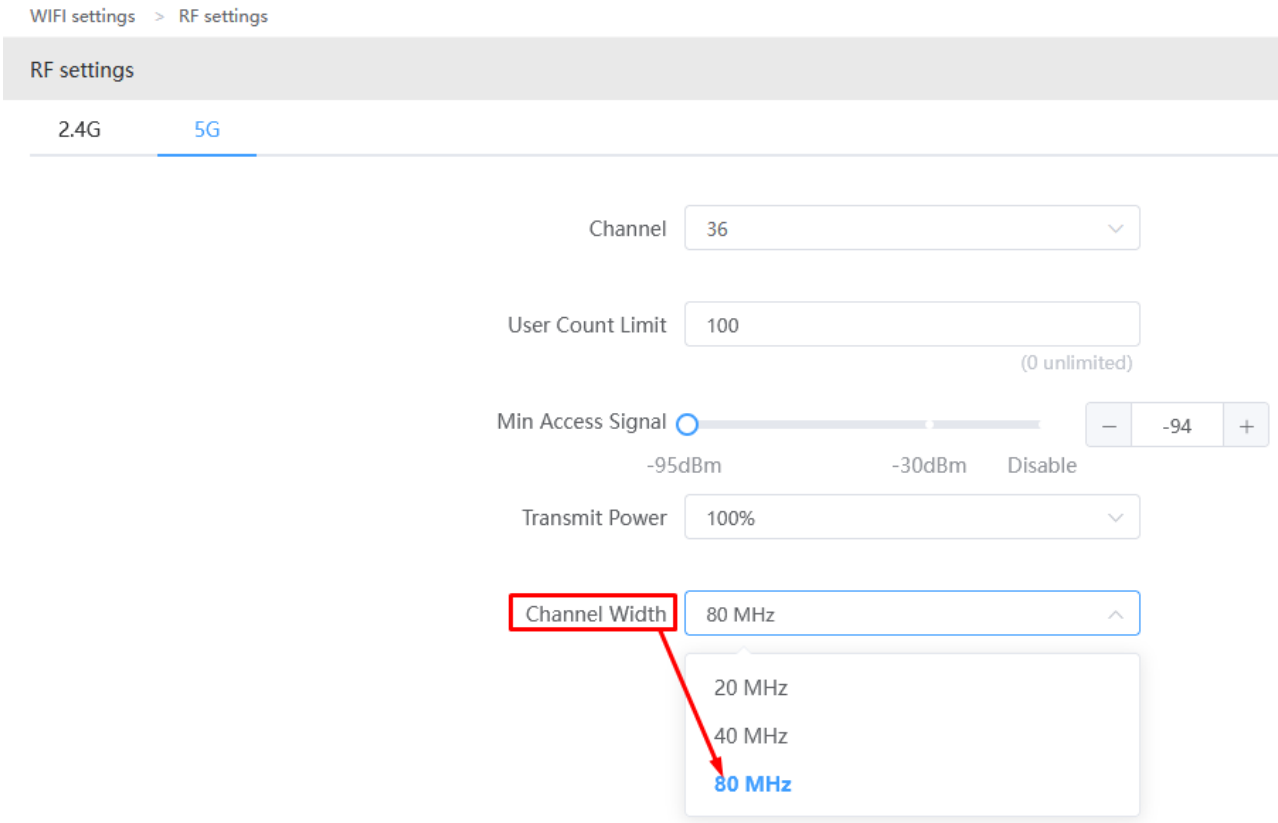 WIFI settings > RF settings
RF settings
2.4G 5G
Channel 36
User Count Limit 100
(0 unlimited)
Min Access Signal − -94 +
-95dBm -30dBm Disable
Transmit Power 100%
Channel Width 80 MHz
20 MHz
40 MHz
80 MHz